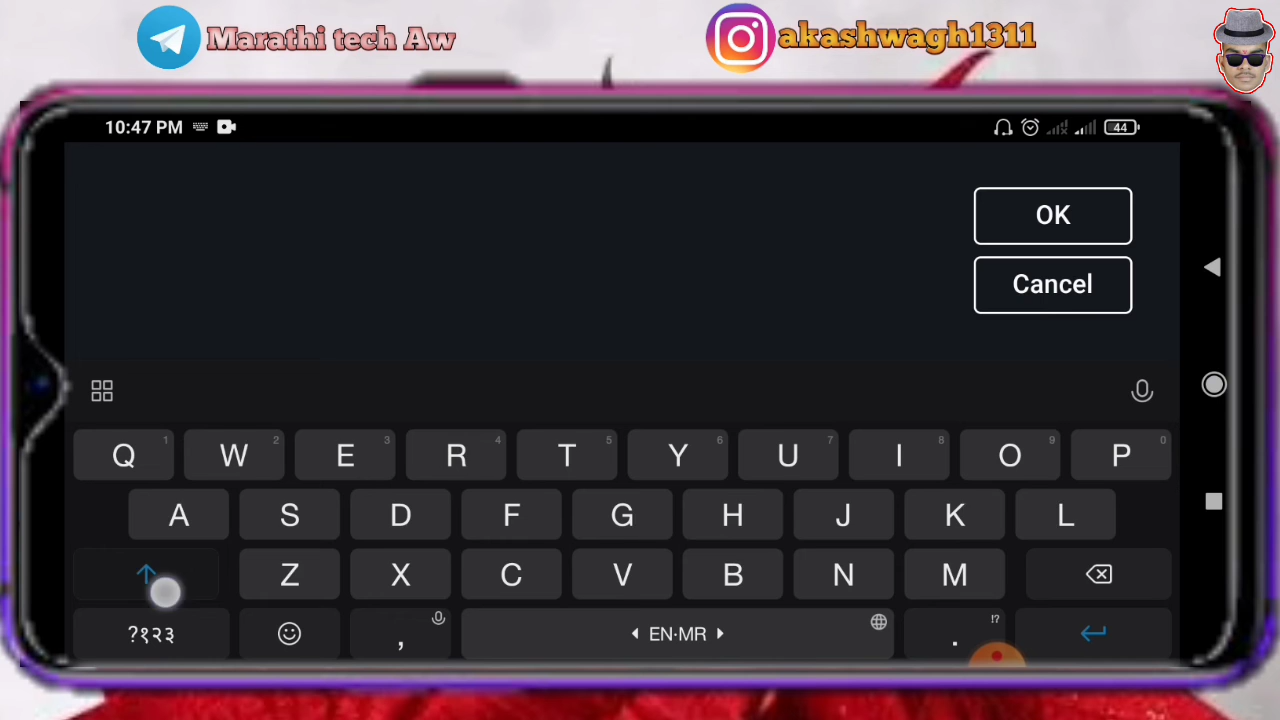 Marathi tech Aw
akashwagh1311
10:47 PM
44
OK
Cancel
Q 1 W 2 E 3 R 4 T 5 Y 6 U 7 I 8 O 9 P 0
A S D F G H J K L
Z X C V B N M
?१२३ , EN·MR . !?